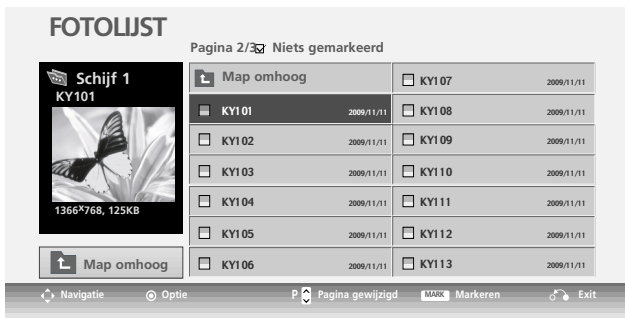 FOTOLIJST
Pagina 2/3 Niets gemarkeerd
Schijf 1
KY101
1366X768, 125KB
Map omhoog
Map omhoog
KY101 2009/11/11
KY102 2009/11/11
KY103 2009/11/11
KY104 2009/11/11
KY105 2009/11/11
KY106 2009/11/11
KY107 2009/11/11
KY108 2009/11/11
KY109 2009/11/11
KY110 2009/11/11
KY111 2009/11/11
KY112 2009/11/11
KY113 2009/11/11
Navigatie Optie P Pagina gewijzigd MARK Markeren Exit